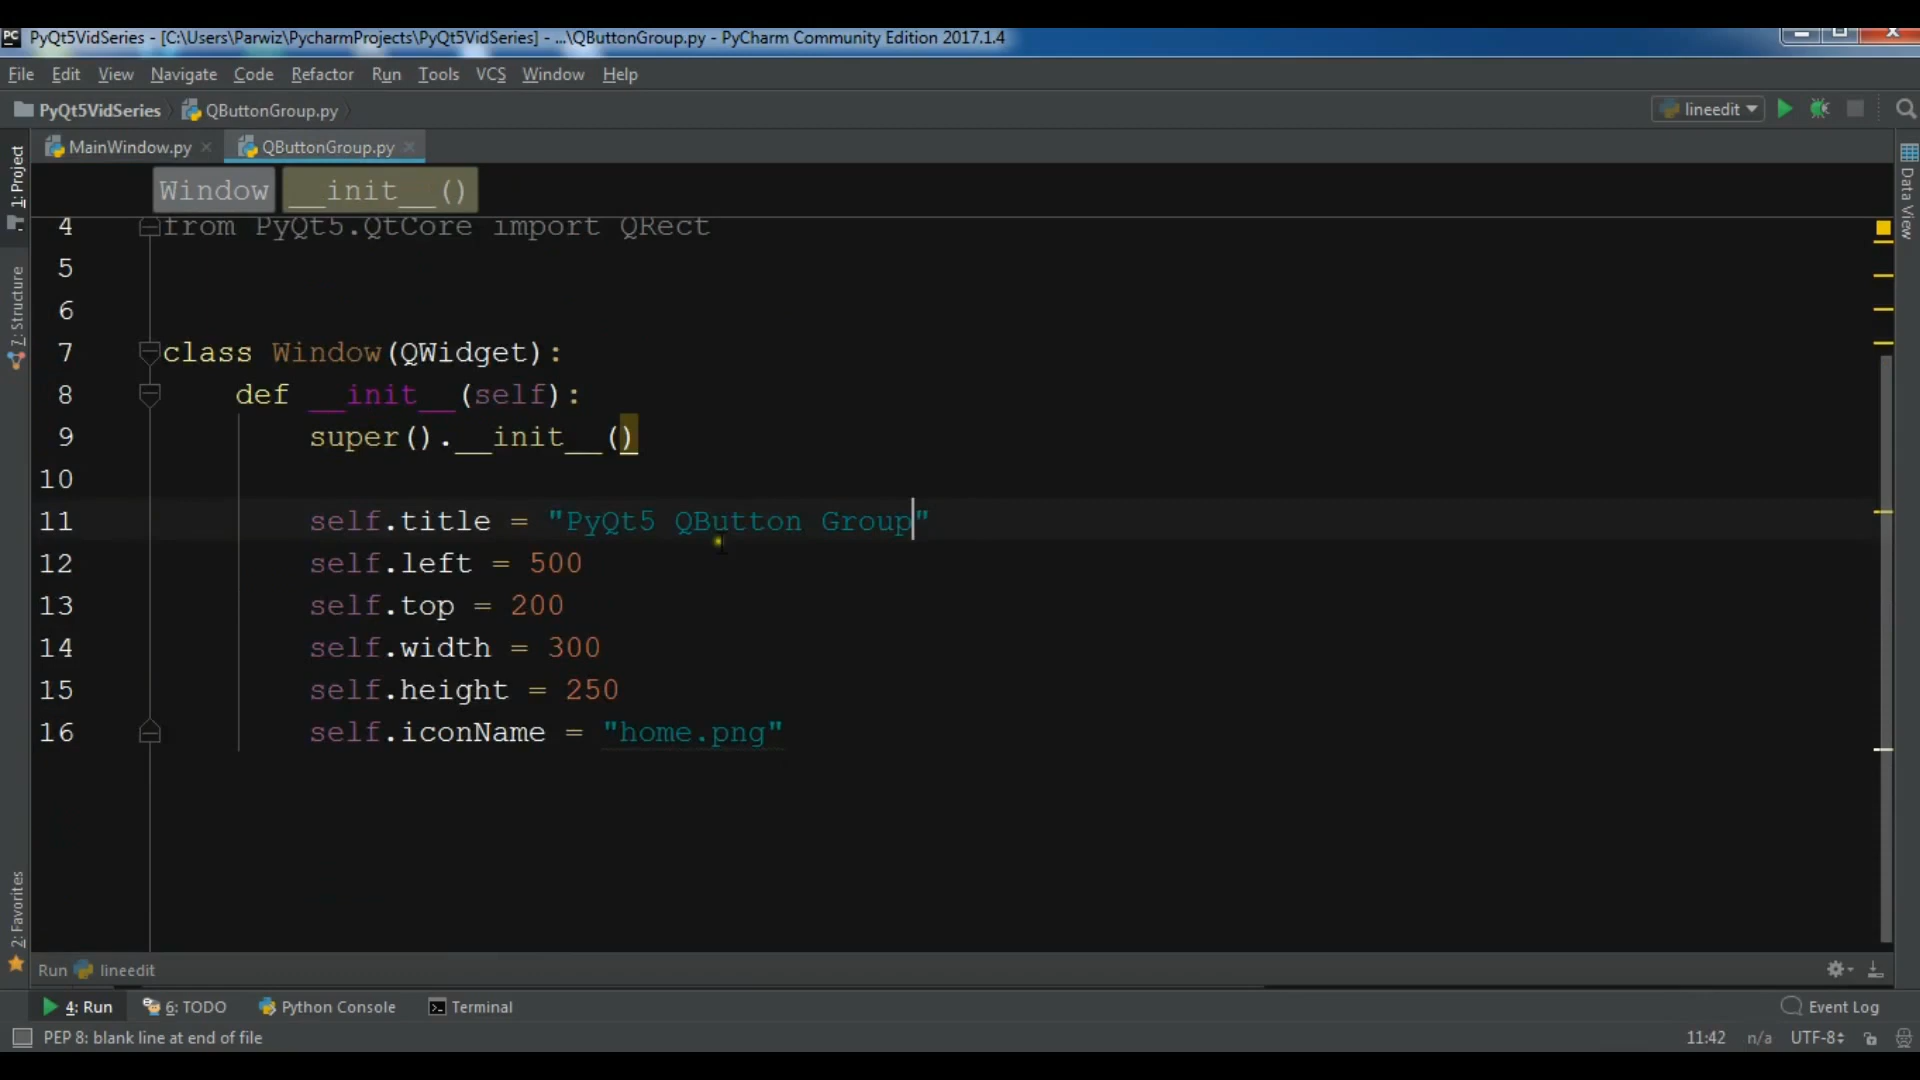 PC PyQt5VidSeries - [C:\Users\Parwiz\PycharmProjects\PyQt5VidSeries] - ...\QButtonGroup.py - PyCharm Community Edition 2017.1.4
File Edit View Navigate Code Refactor Run Tools VCS Window Help
PyQt5VidSeries QButtonGroup.py lineedit
MainWindow.py QButtonGroup.py
1: Project
7: Structure
2: Favorites
Data View
Window __init__()
4 from PyQt5.QtCore import QRect
5
6
7 class Window(QWidget):
8 def __init__(self):
9 super().__init__()
10
11 self.title = "PyQt5 QButton Group"
12 self.left = 500
13 self.top = 200
14 self.width = 300
15 self.height = 250
16 self.iconName = "home.png"
Run lineedit
4: Run 6: TODO Python Console Terminal Event Log
PEP 8: blank line at end of file 11:42 n/a UTF-8